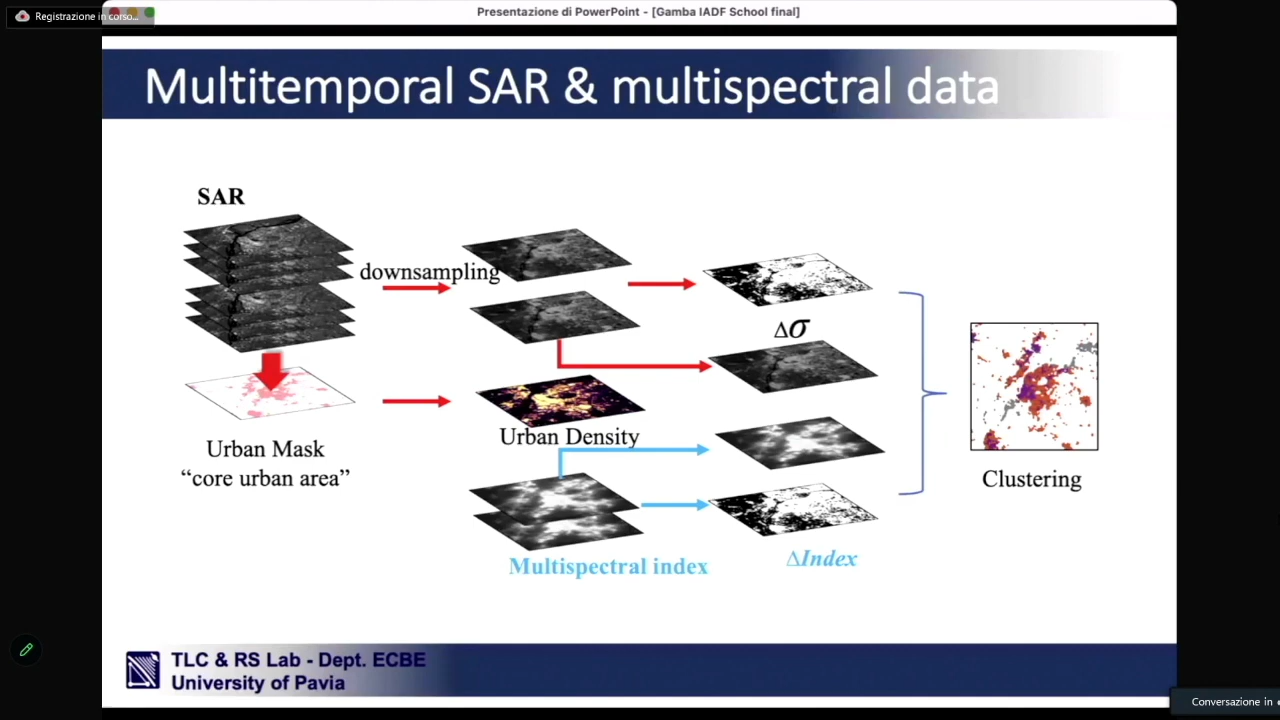 Registrazione in corso...
Presentazione di PowerPoint - [Gamba IADF School final]
Multitemporal SAR & multispectral data
SAR
downsampling
Δσ
Urban Mask
“core urban area”
Urban Density
Clustering
Multispectral index
ΔIndex
TLC & RS Lab - Dept. ECBE
University of Pavia
Conversazione in